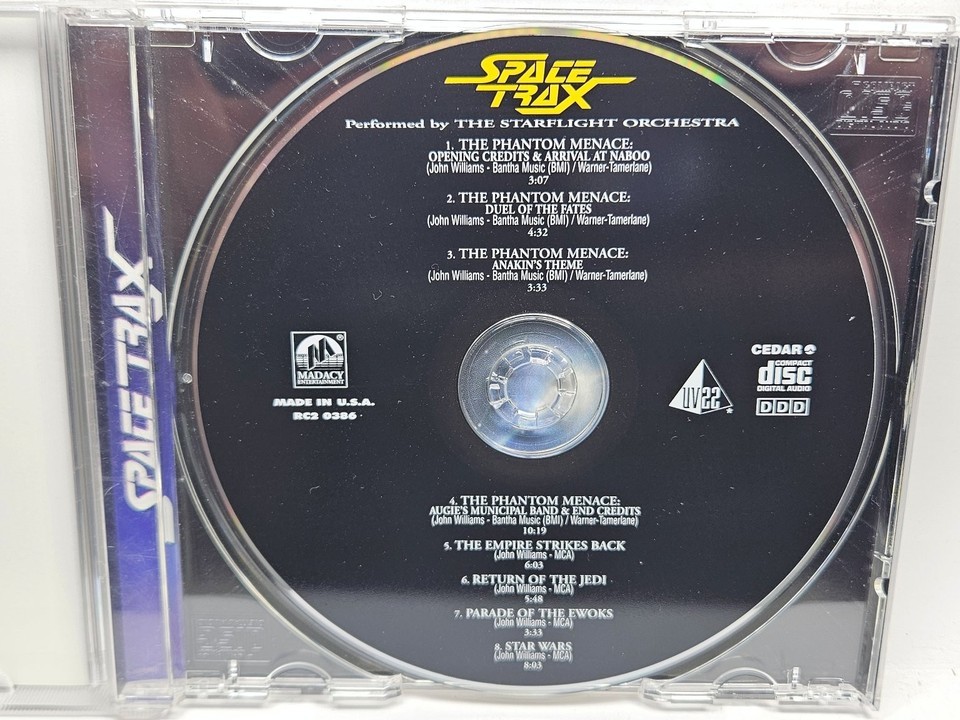 SPACE
TRAX
Performed by THE STARFLIGHT ORCHESTRA
1. THE PHANTOM MENACE:
OPENING CREDITS & ARRIVAL AT NABOO
(John Williams - Bantha Music (BMI) / Warner-Tamerlane)
3:07
2. THE PHANTOM MENACE:
DUEL OF THE FATES
(John Williams - Bantha Music (BMI) / Warner-Tamerlane)
4:32
3. THE PHANTOM MENACE:
ANAKIN'S THEME
(John Williams - Bantha Music (BMI) / Warner-Tamerlane)
3:33
MADACY
ENTERTAINMENT
®
MADE IN U.S.A.
RC2 0386
UV22
*
CEDAR
COMPACT
disc
DIGITAL AUDIO
DDD
4. THE PHANTOM MENACE:
AUGIE'S MUNICIPAL BAND & END CREDITS
(John Williams - Bantha Music (BMI) / Warner-Tamerlane)
10:19
5. THE EMPIRE STRIKES BACK
(John Williams - MCA)
6:03
6. RETURN OF THE JEDI
(John Williams - MCA)
5:48
7. PARADE OF THE EWOKS
(John Williams - MCA)
3:33
8. STAR WARS
(John Williams - MCA)
8:03
SPACE TRAX